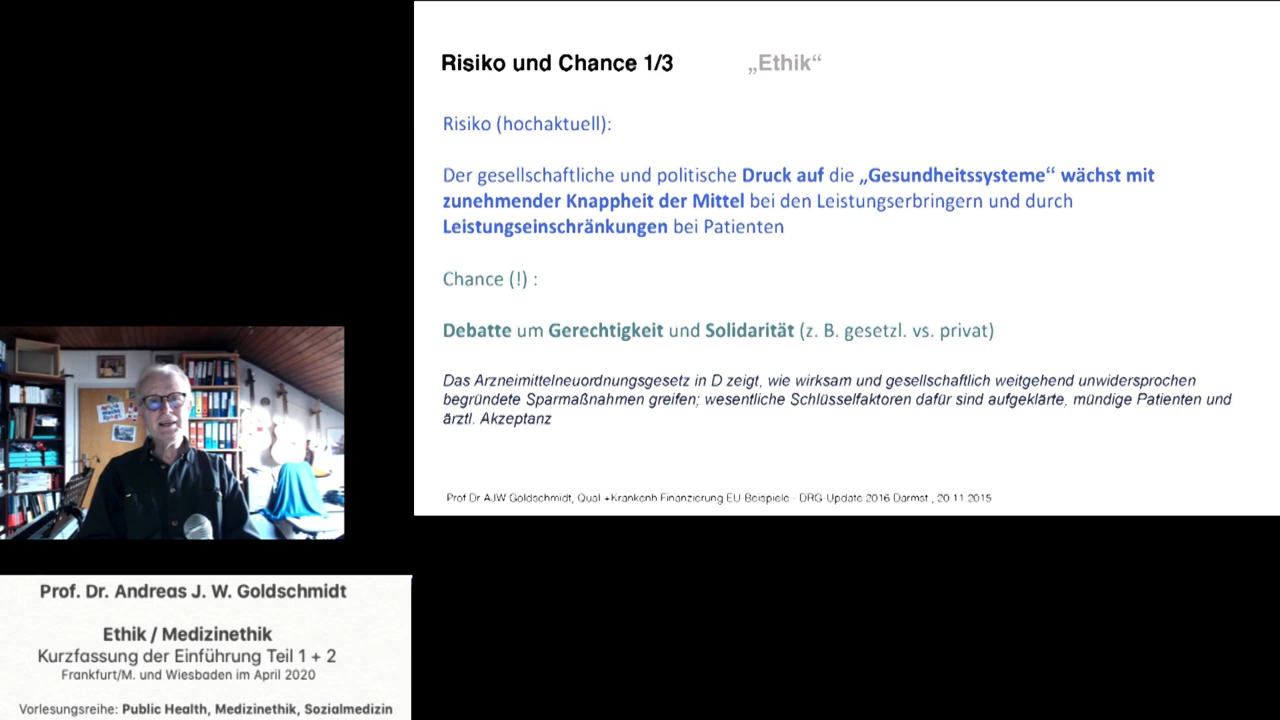 Risiko und Chance 1/3 „Ethik“
Risiko (hochaktuell):
Der gesellschaftliche und politische Druck auf die „Gesundheitssysteme“ wächst mit
zunehmender Knappheit der Mittel bei den Leistungserbringern und durch
Leistungseinschränkungen bei Patienten
Chance (!) :
Debatte um Gerechtigkeit und Solidarität (z. B. gesetzl. vs. privat)
Das Arzneimittelneuordnungsgesetz in D zeigt, wie wirksam und gesellschaftlich weitgehend unwidersprochen
begründete Sparmaßnahmen greifen; wesentliche Schlüsselfaktoren dafür sind aufgeklärte, mündige Patienten und
ärztl. Akzeptanz
Prof Dr AJW Goldschmidt, Qual +Krankenh Finanzierung EU Beispiele - DRG-Update 2016 Darmst., 20.11.2015
Prof. Dr. Andreas J. W. Goldschmidt
Ethik / Medizinethik
Kurzfassung der Einführung Teil 1 + 2
Frankfurt/M. und Wiesbaden im April 2020
Vorlesungsreihe: Public Health, Medizinethik, Sozialmedizin